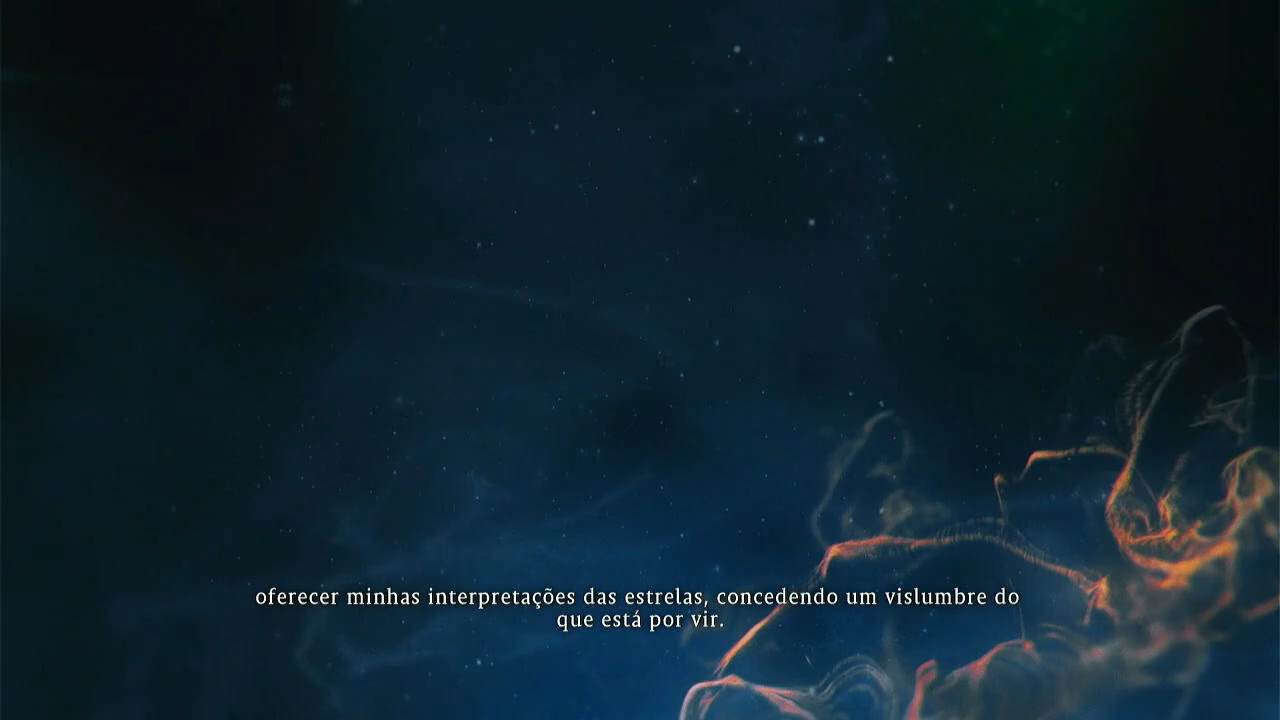 oferecer minhas interpretações das estrelas, concedendo um vislumbre do
que está por vir.